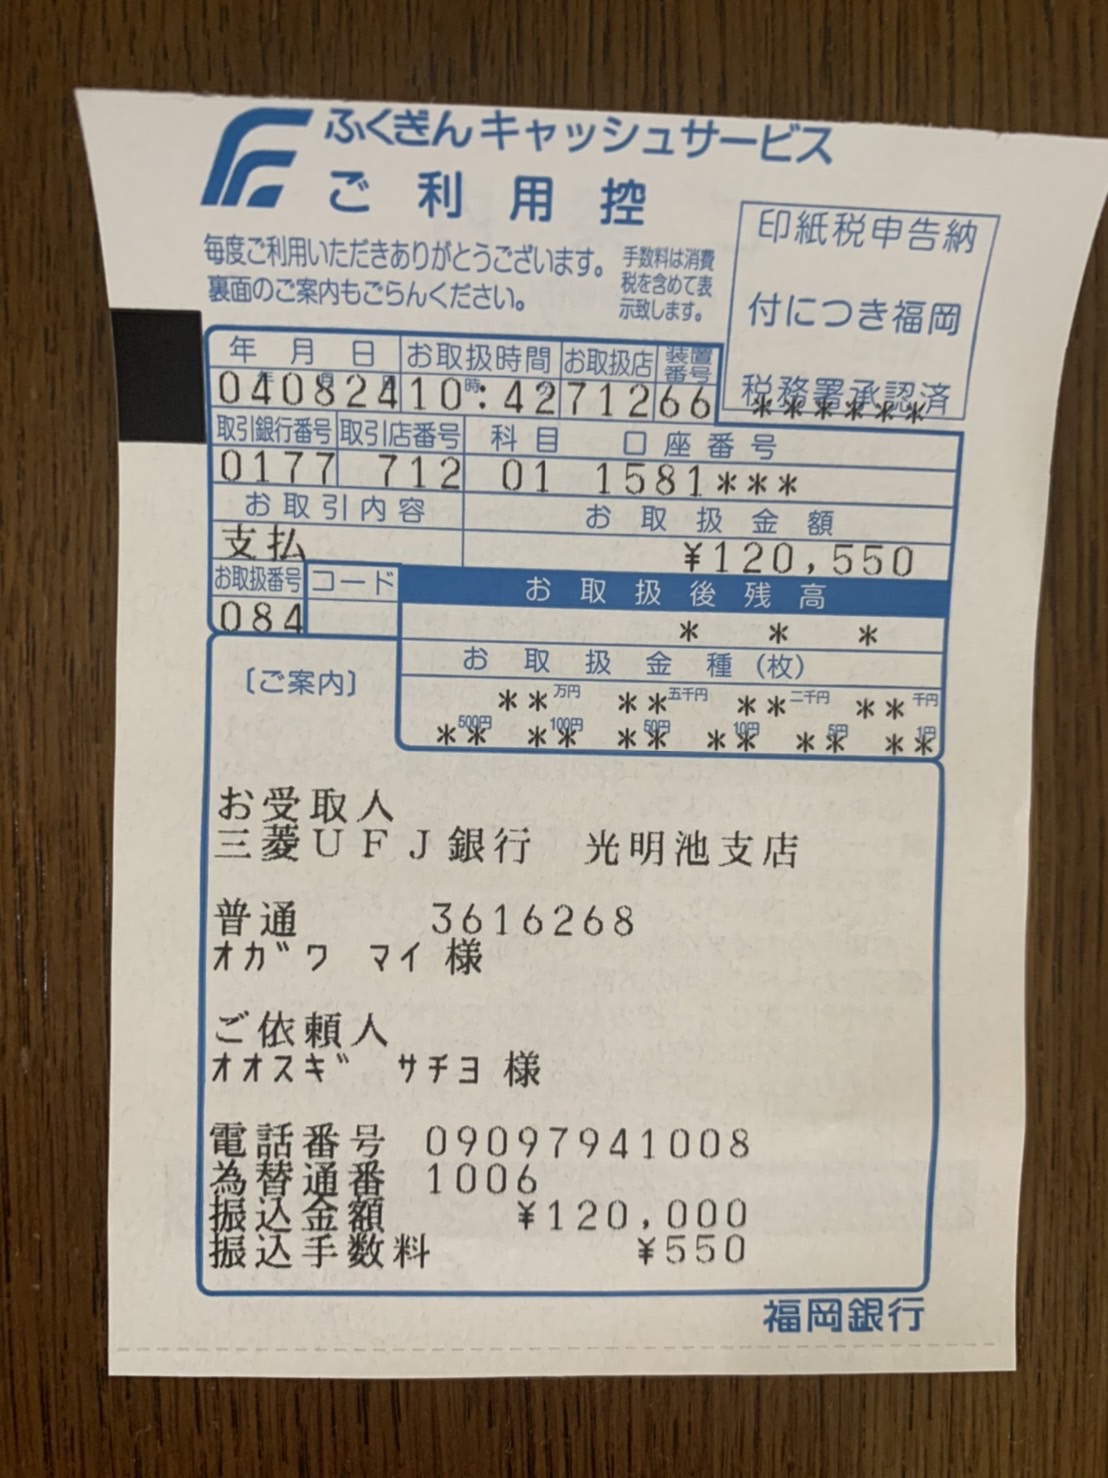 ふくぎんキャッシュサービス
ご利用控
毎度ご利用いただきありがとうございます。
裏面のご案内もごらんください。
手数料は消費
税を含めて表
示致します。
印紙税申告納
付につき福岡
税務署承認済
******
年 月 日 お取扱時間 お取扱店 装置番号
040824 10時:42 712 66
取引銀行番号 取引店番号 科目 口座番号
0177 712 01 1581***
お取引内容 お取扱金額
支払 ¥120,550
お取扱番号 コード お取扱後残高
084 * * *
お取扱金種(枚)
**万円 **五千円 **二千円 **千円
**500円 **100円 **50円 **10円 **5円 **1円
〔ご案内〕
お受取人
三菱UFJ銀行 光明池支店
普通 3616268
オガワ マイ 様
ご依頼人
オオスギ サチヨ 様
電話番号 09097941008
為替通番 1006
振込金額 ¥120,000
振込手数料 ¥550
福岡銀行